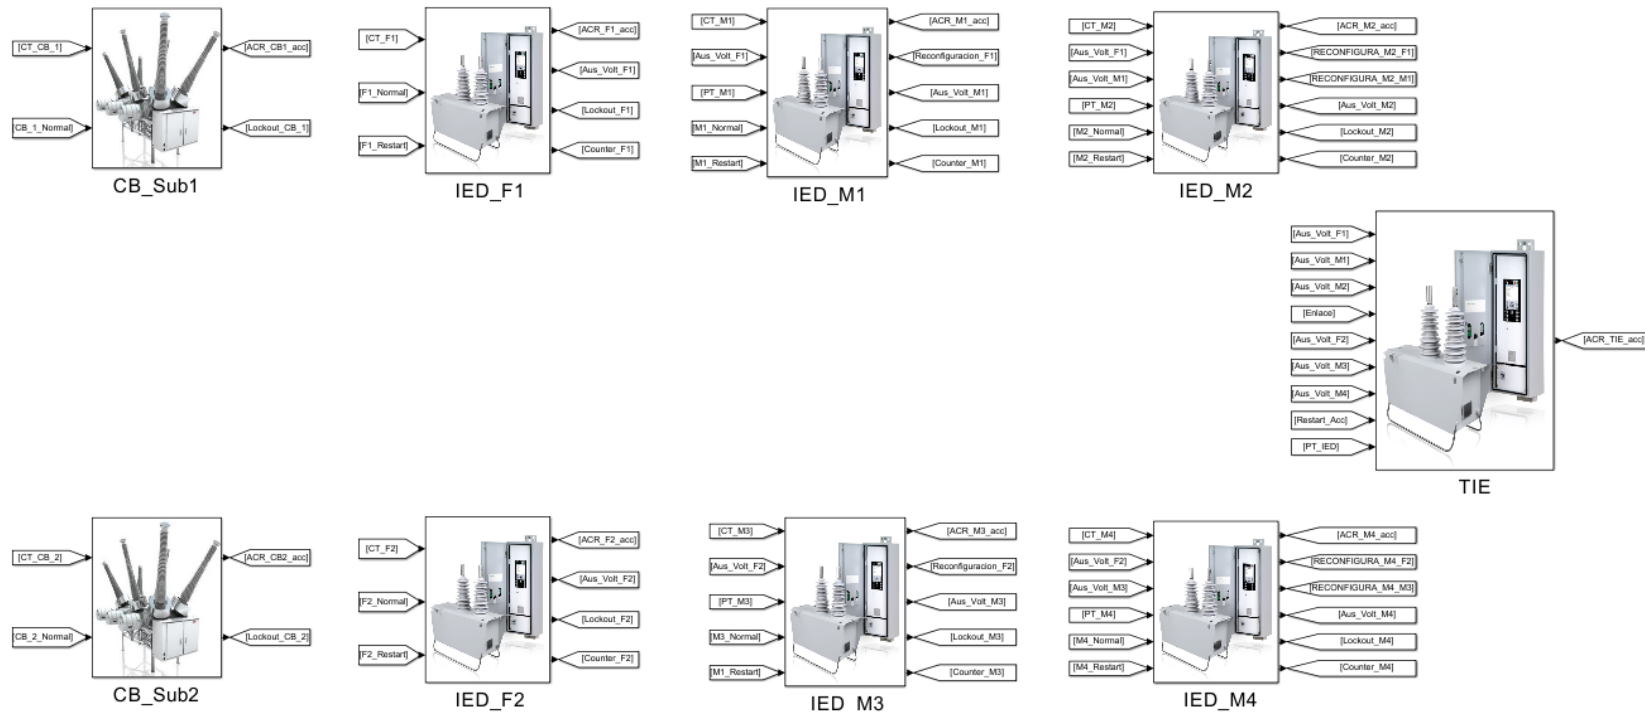 [CT_CB_1]
[CB_1_Normal]
[ACR_CB1_acc]
[Lockout_CB_1]
CB_Sub1
[CT_F1]
[F1_Normal]
[F1_Restart]
[ACR_F1_acc]
[Aus_Volt_F1]
[Lockout_F1]
[Counter_F1]
IED_F1
[CT_M1]
[Aus_Volt_F1]
[PT_M1]
[M1_Normal]
[M1_Restart]
[ACR_M1_acc]
[Reconfiguracion_F1]
[Aus_Volt_M1]
[Lockout_M1]
[Counter_M1]
IED_M1
[CT_M2]
[Aus_Volt_F1]
[Aus_Volt_M1]
[PT_M2]
[M2_Normal]
[M2_Restart]
[ACR_M2_acc]
[RECONFIGURA_M2_F1]
[RECONFIGURA_M2_M1]
[Aus_Volt_M2]
[Lockout_M2]
[Counter_M2]
IED_M2
[Aus_Volt_F1]
[Aus_Volt_M1]
[Aus_Volt_M2]
[Enlace]
[Aus_Volt_F2]
[Aus_Volt_M3]
[Aus_Volt_M4]
[Restart_Acc]
[PT_IED]
[ACR_TIE_acc]
TIE
[CT_CB_2]
[CB_2_Normal]
[ACR_CB2_acc]
[Lockout_CB_2]
CB_Sub2
[CT_F2]
[F2_Normal]
[F2_Restart]
[ACR_F2_acc]
[Aus_Volt_F2]
[Lockout_F2]
[Counter_F2]
IED_F2
[CT_M3]
[Aus_Volt_F2]
[PT_M3]
[M3_Normal]
[M1_Restart]
[ACR_M3_acc]
[Reconfiguracion_F2]
[Aus_Volt_M3]
[Lockout_M3]
[Counter_M3]
IED_M3
[CT_M4]
[Aus_Volt_F2]
[Aus_Volt_M3]
[PT_M4]
[M4_Normal]
[M4_Restart]
[ACR_M4_acc]
[RECONFIGURA_M4_F2]
[RECONFIGURA_M4_M3]
[Aus_Volt_M4]
[Lockout_M4]
[Counter_M4]
IED_M4